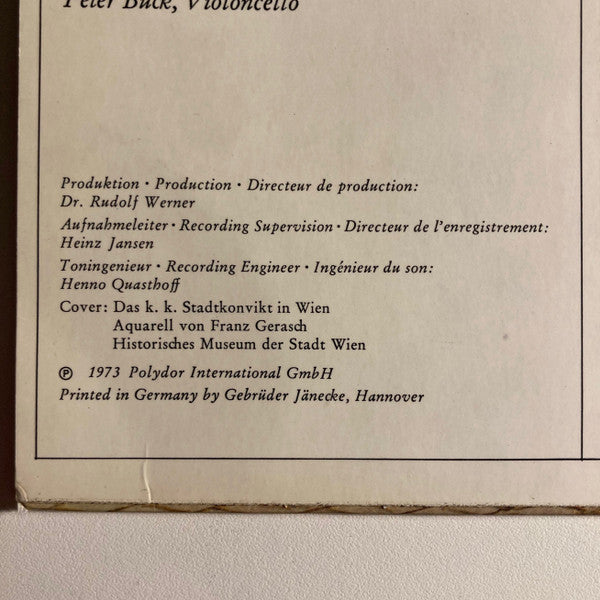 Peter Buck, Violoncello
Produktion · Production · Directeur de production:
Dr. Rudolf Werner
Aufnahmeleiter · Recording Supervision · Directeur de l'enregistrement:
Heinz Jansen
Toningenieur · Recording Engineer · Ingénieur du son:
Henno Quasthoff
Cover: Das k. k. Stadtkonvikt in Wien
Aquarell von Franz Gerasch
Historisches Museum der Stadt Wien
℗ 1973 Polydor International GmbH
Printed in Germany by Gebrüder Jänecke, Hannover